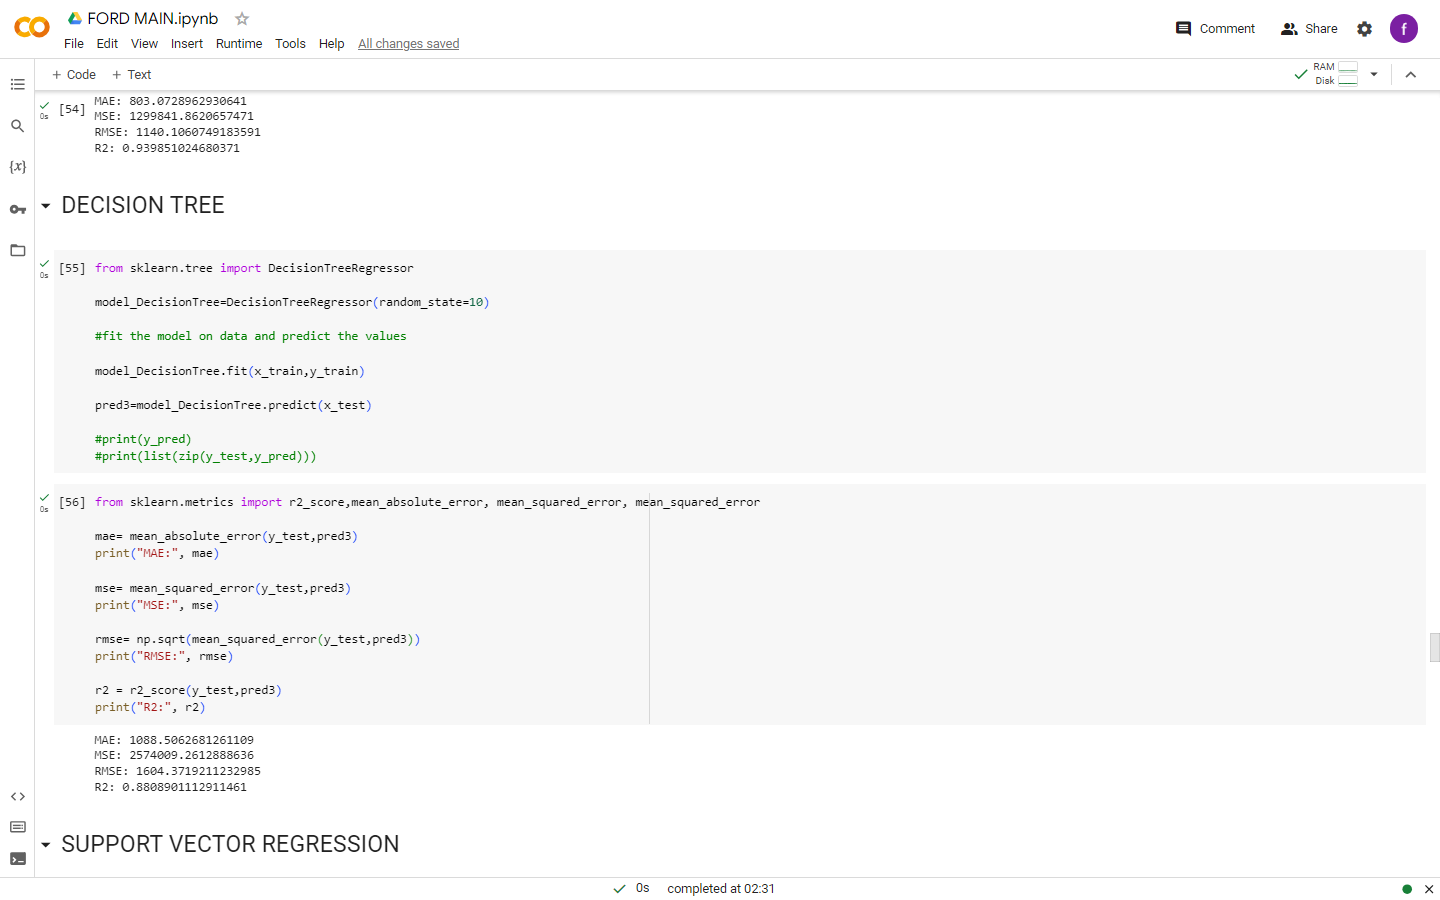 FORD MAIN.ipynb
Comment
Share
f
File Edit View Insert Runtime Tools Help All changes saved
+ Code + Text
RAM
Disk
{x}
[54]
0s
MAE: 803.0728962930641
MSE: 1299841.8620657471
RMSE: 1140.1060749183591
R2: 0.939851024680371
DECISION TREE
[55] from sklearn.tree import DecisionTreeRegressor
0s
model_DecisionTree=DecisionTreeRegressor(random_state=10)
#fit the model on data and predict the values
model_DecisionTree.fit(x_train,y_train)
pred3=model_DecisionTree.predict(x_test)
#print(y_pred)
#print(list(zip(y_test,y_pred)))
[56] from sklearn.metrics import r2_score,mean_absolute_error, mean_squared_error, mean_squared_error
0s
mae= mean_absolute_error(y_test,pred3)
print("MAE:", mae)
mse= mean_squared_error(y_test,pred3)
print("MSE:", mse)
rmse= np.sqrt(mean_squared_error(y_test,pred3))
print("RMSE:", rmse)
r2 = r2_score(y_test,pred3)
print("R2:", r2)
MAE: 1088.5062681261109
MSE: 2574009.2612888636
RMSE: 1604.3719211232985
R2: 0.8808901112911461
SUPPORT VECTOR REGRESSION
0s completed at 02:31